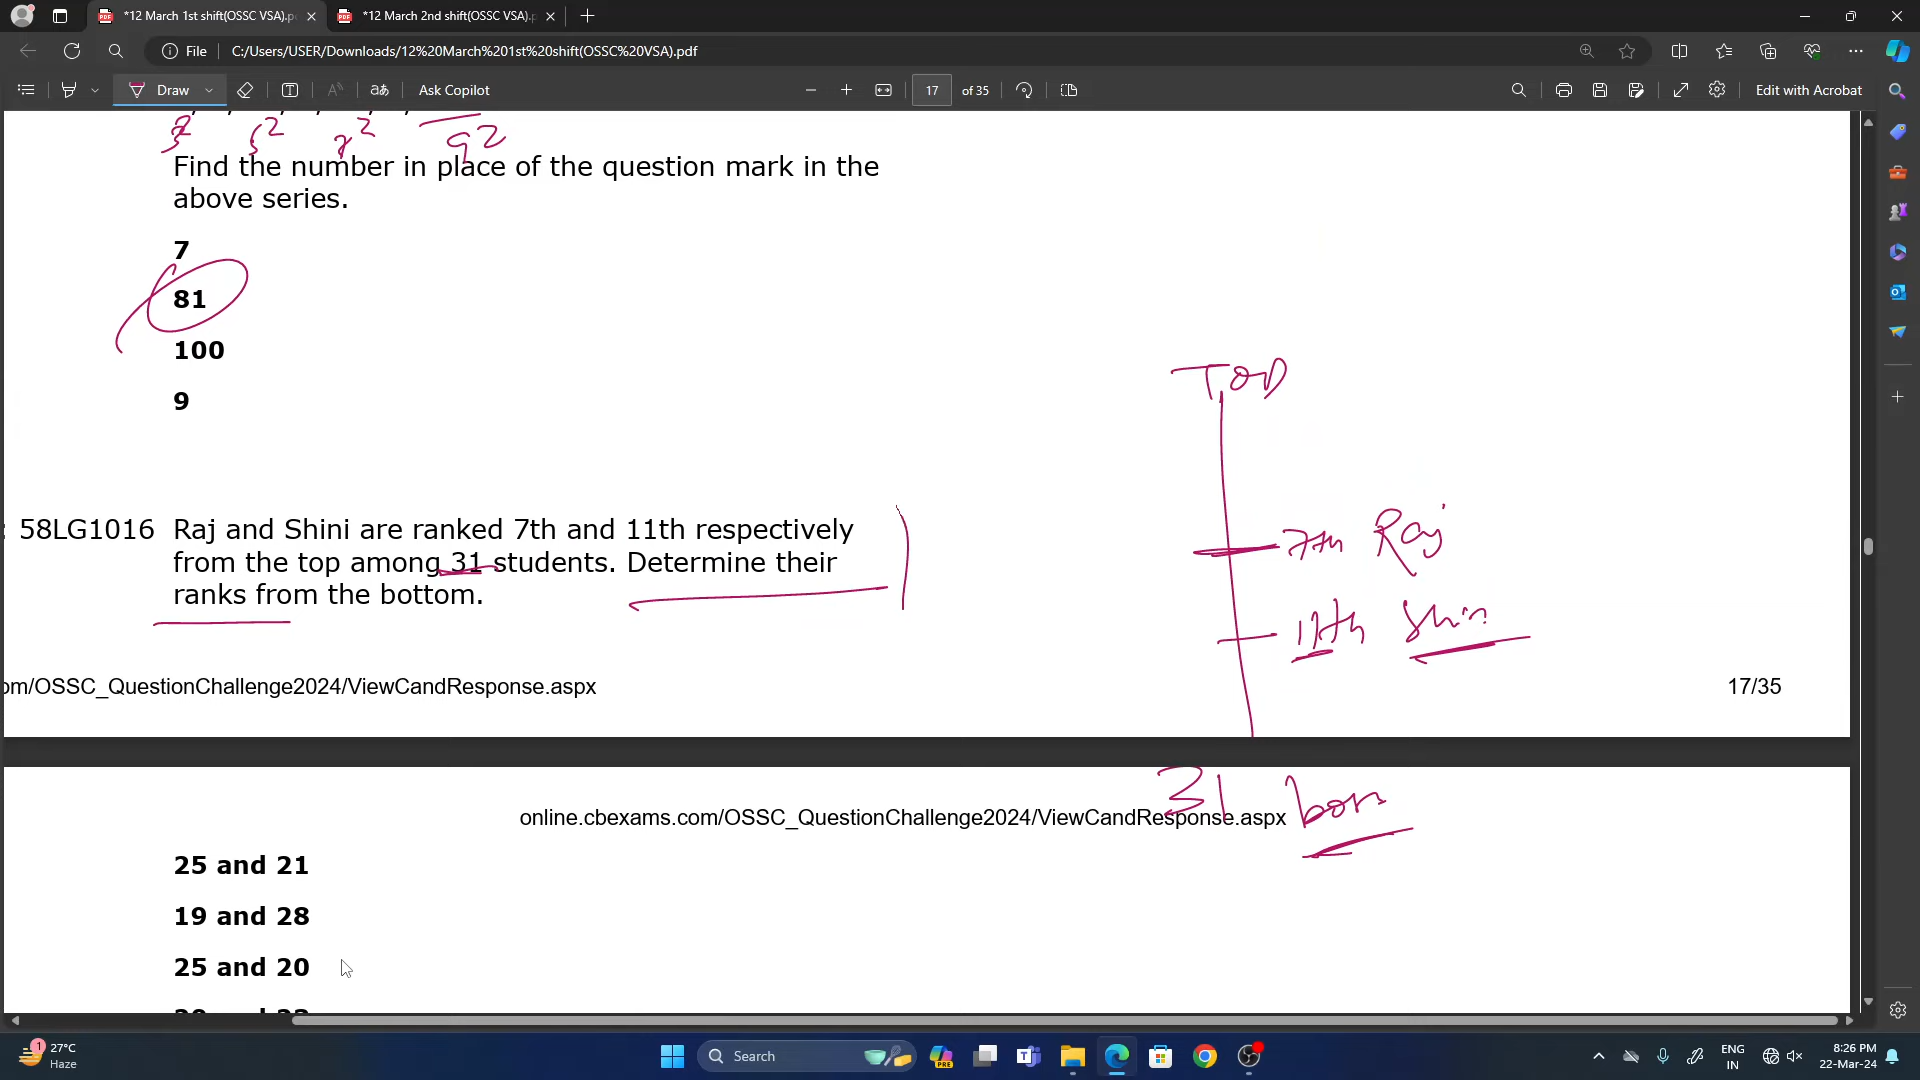 *12 March 1st shift(OSSC VSA).p
*12 March 2nd shift(OSSC VSA).p
File
C:/Users/USER/Downloads/12%20March%201st%20shift(OSSC%20VSA).pdf
Draw
Ask Copilot
17
of 35
Edit with Acrobat
9 2
Find the number in place of the question mark in the
above series.
7
81
100
9
TOP
: 58LG1016 Raj and Shini are ranked 7th and 11th respectively
from the top among 31 students. Determine their
ranks from the bottom.
7th Raj
11th Shini
om/OSSC_QuestionChallenge2024/ViewCandResponse.aspx
17/35
31
online.cbexams.com/OSSC_QuestionChallenge2024/ViewCandResponse.aspx
25 and 21
19 and 28
25 and 20
1
27°C
Haze
Search
PRE
ENG
IN
8:26 PM
22-Mar-24